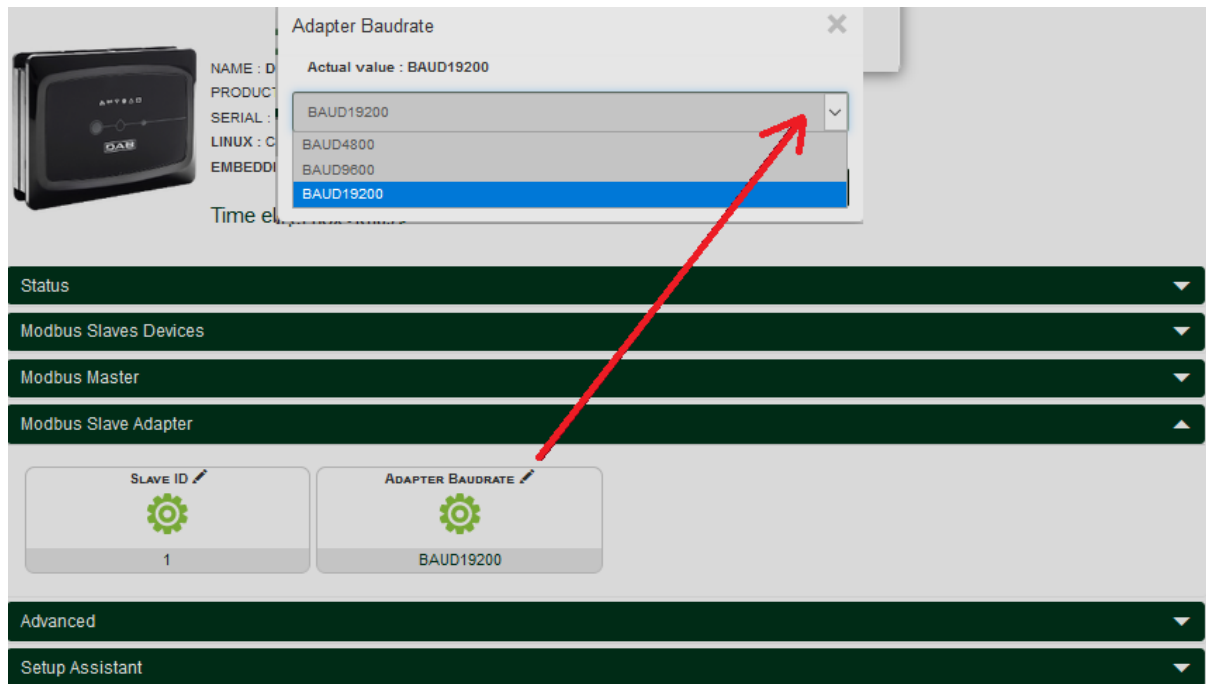 Adapter Baudrate
Actual value : BAUD19200
BAUD19200
BAUD4800
BAUD9600
BAUD19200
DAB
NAME : D
PRODUCT
SERIAL :
LINUX : C
EMBEDDI
Time
Status
Modbus Slaves Devices
Modbus Master
Modbus Slave Adapter
SLAVE ID
1
ADAPTER BAUDRATE
BAUD19200
Advanced
Setup Assistant